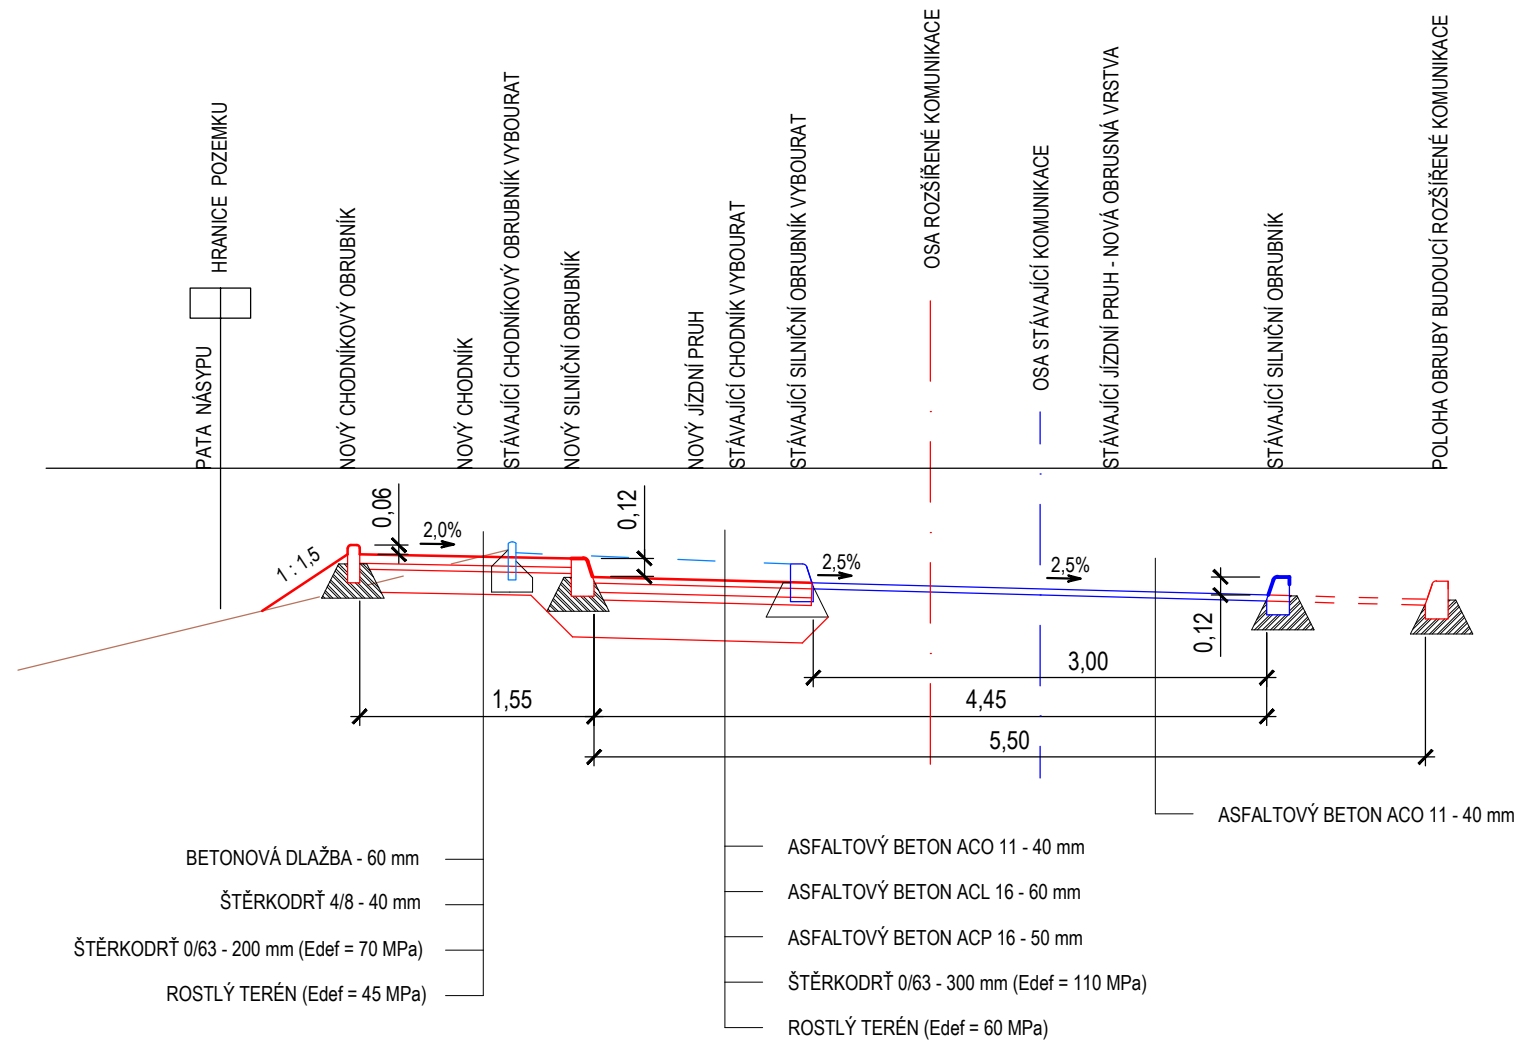 HRANICE POZEMKU
PATA NÁSYPU
NOVÝ CHODNÍKOVÝ OBRUBNÍK
NOVÝ CHODNÍK
STÁVAJÍCÍ CHODNÍKOVÝ OBRUBNÍK VYBOURAT
NOVÝ SILNIČNÍ OBRUBNÍK
NOVÝ JÍZDNÍ PRUH
STÁVAJÍCÍ CHODNÍK VYBOURAT
STÁVAJÍCÍ SILNIČNÍ OBRUBNÍK VYBOURAT
OSA ROZŠÍŘENÉ KOMUNIKACE
OSA STÁVAJÍCÍ KOMUNIKACE
STÁVAJÍCÍ JÍZDNÍ PRUH - NOVÁ OBRUSNÁ VRSTVA
STÁVAJÍCÍ SILNIČNÍ OBRUBNÍK
POLOHA OBRUBY BUDOUCÍ ROZŠÍŘENÉ KOMUNIKACE
0,06
2,0%
0,12
1 : 1,5
2,5%
2,5%
0,12
3,00
1,55
4,45
5,50
BETONOVÁ DLAŽBA - 60 mm
ŠTĚRKODRŤ 4/8 - 40 mm
ŠTĚRKODRŤ 0/63 - 200 mm (Edef = 70 MPa)
ROSTLÝ TERÉN (Edef = 45 MPa)
ASFALTOVÝ BETON ACO 11 - 40 mm
ASFALTOVÝ BETON ACL 16 - 60 mm
ASFALTOVÝ BETON ACP 16 - 50 mm
ŠTĚRKODRŤ 0/63 - 300 mm (Edef = 110 MPa)
ROSTLÝ TERÉN (Edef = 60 MPa)
ASFALTOVÝ BETON ACO 11 - 40 mm